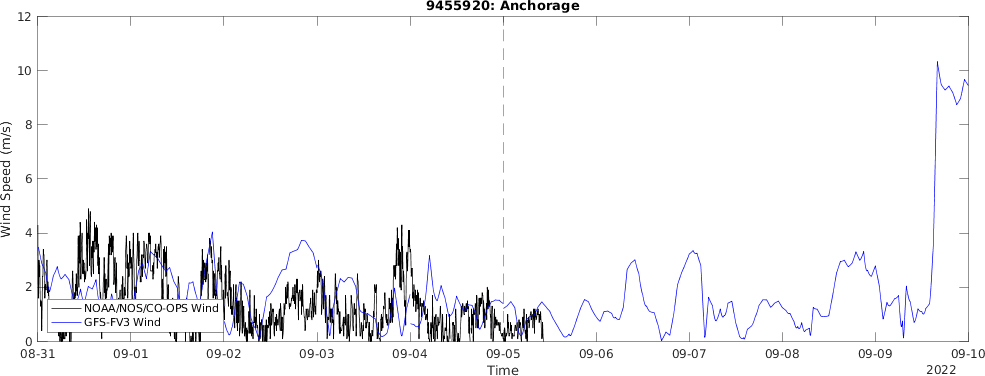 9455920: Anchorage
12
10
8
6
4
2
0
Wind Speed (m/s)
NOAA/NOS/CO-OPS Wind
GFS-FV3 Wind
08-31 09-01 09-02 09-03 09-04 09-05 09-06 09-07 09-08 09-09 09-10
Time
2022